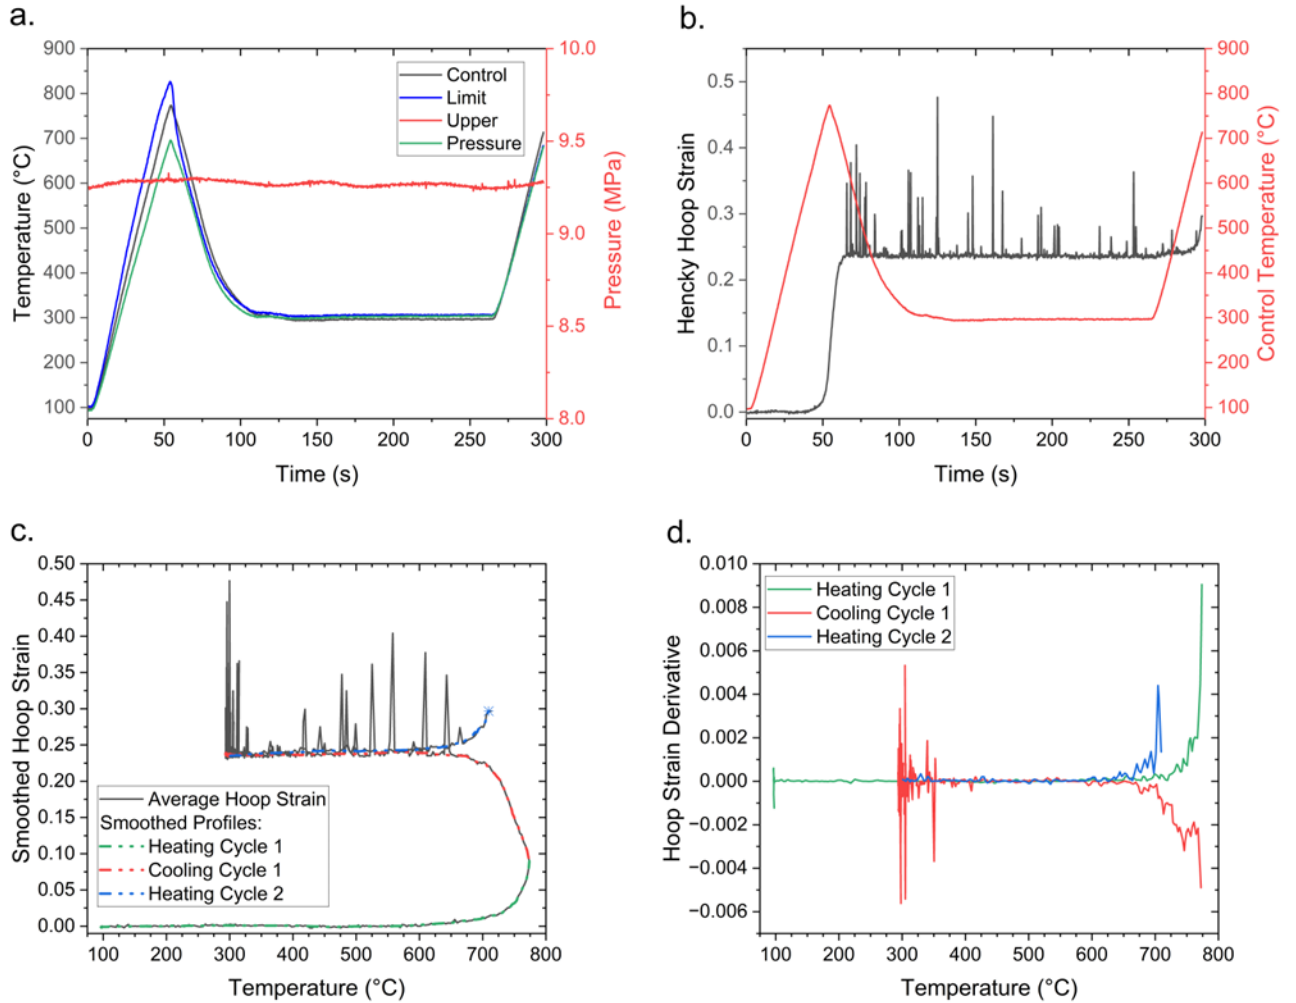 a.
900
800
700
600
500
400
300
200
100
Temperature (°C)
10.0
9.5
9.0
8.5
8.0
Pressure (MPa)
Control
Limit
Upper
Pressure
0 50 100 150 200 250 300
Time (s)
b.
0.5
0.4
0.3
0.2
0.1
0.0
Hencky Hoop Strain
900
800
700
600
500
400
300
200
100
Control Temperature (°C)
0 50 100 150 200 250 300
Time (s)
c.
0.50
0.45
0.40
0.35
0.30
0.25
0.20
0.15
0.10
0.05
0.00
Smoothed Hoop Strain
Average Hoop Strain
Smoothed Profiles:
Heating Cycle 1
Cooling Cycle 1
Heating Cycle 2
100 200 300 400 500 600 700 800
Temperature (°C)
d.
0.010
0.008
0.006
0.004
0.002
0.000
−0.002
−0.004
−0.006
Hoop Strain Derivative
Heating Cycle 1
Cooling Cycle 1
Heating Cycle 2
100 200 300 400 500 600 700 800
Temperature (°C)